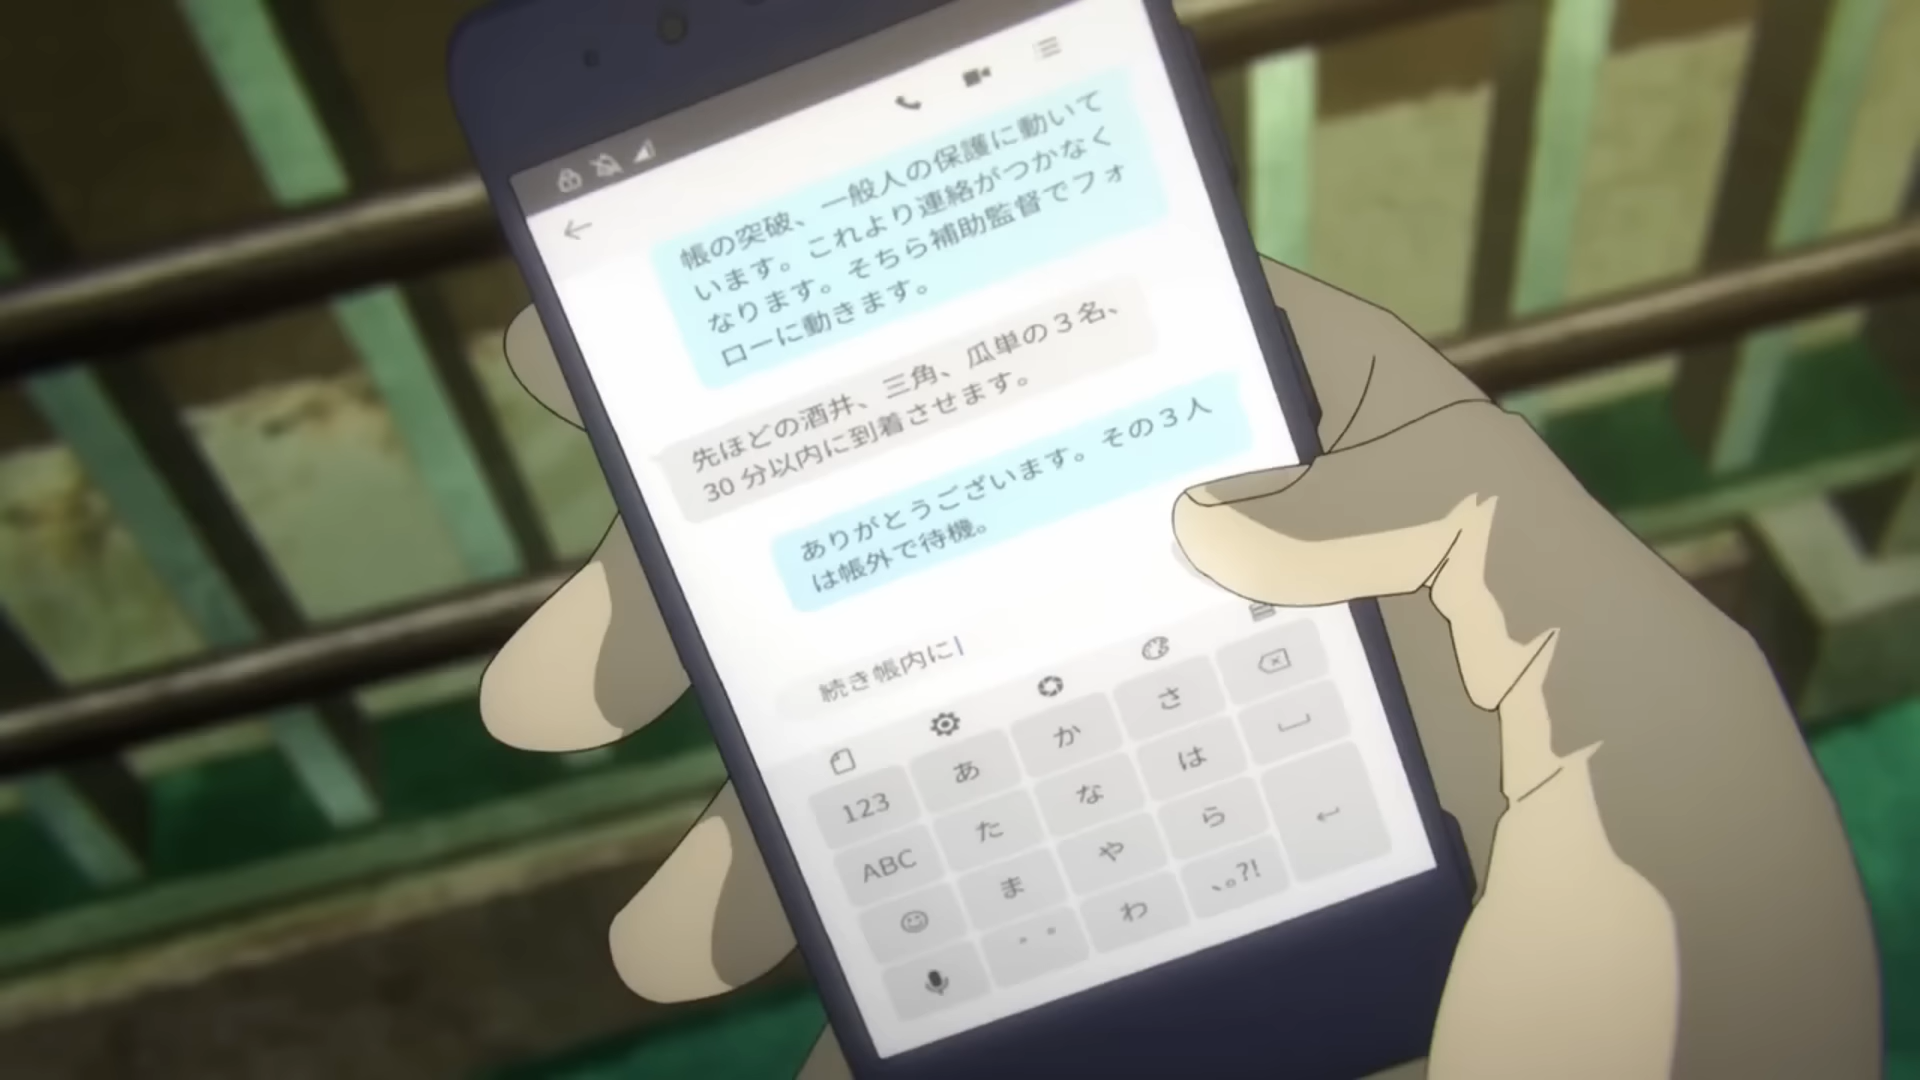 帳の突破、一般人の保護に動いて
います。これより連絡がつかなく
なります。そちら補助監督でフォ
ローに動きます。
先ほどの酒井、三角、瓜単の３名、
30 分以内に到着させます。
ありがとうございます。その３人
は帳外で待機。
続き帳内に
123 あ か さ
ABC た な は
ま や ら
゛゜ わ 、。?!